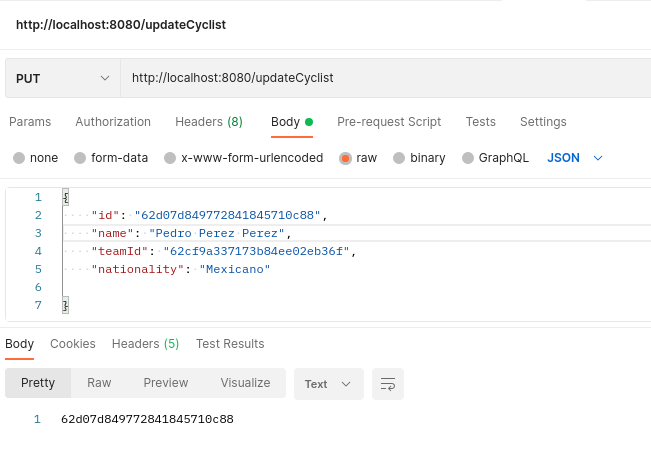 http://localhost:8080/updateCyclist
PUT http://localhost:8080/updateCyclist
Params Authorization Headers (8) Body Pre-request Script Tests Settings
none form-data x-www-form-urlencoded raw binary GraphQL JSON
1 {
2 "id": "62d07d849772841845710c88",
3 "name": "Pedro Perez Perez",
4 "teamId": "62cf9a337173b84ee02eb36f",
5 "nationality": "Mexicano"
6
7 }
Body Cookies Headers (5) Test Results
Pretty Raw Preview Visualize Text
1 62d07d849772841845710c88